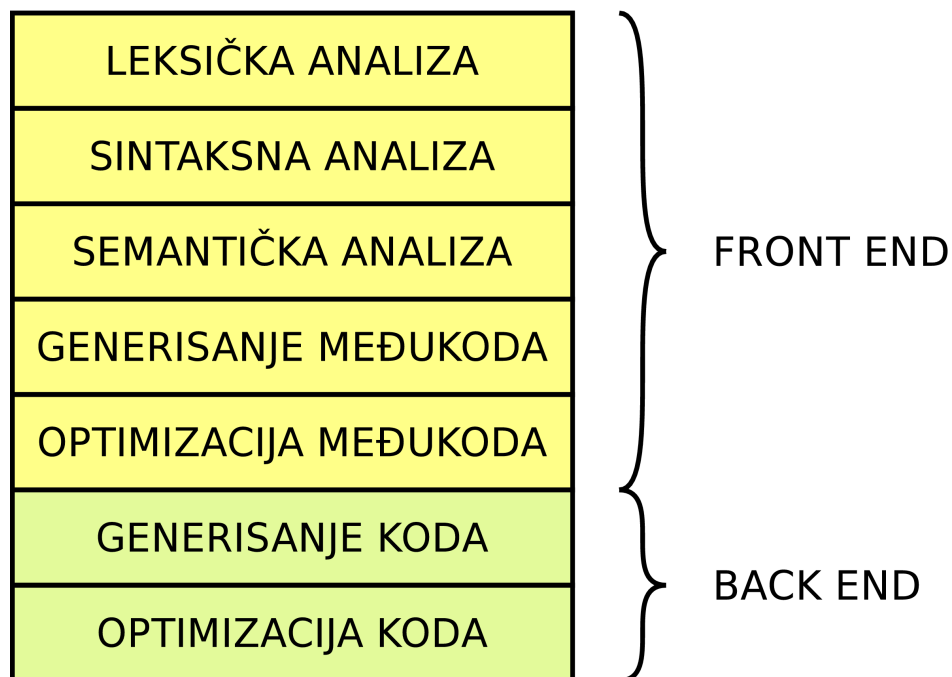 LEKSIČKA ANALIZA
SINTAKSNA ANALIZA
SEMANTIČKA ANALIZA
FRONT END
GENERISANJE MEĐUKODA
OPTIMIZACIJA MEĐUKODA
GENERISANJE KODA
BACK END
OPTIMIZACIJA KODA